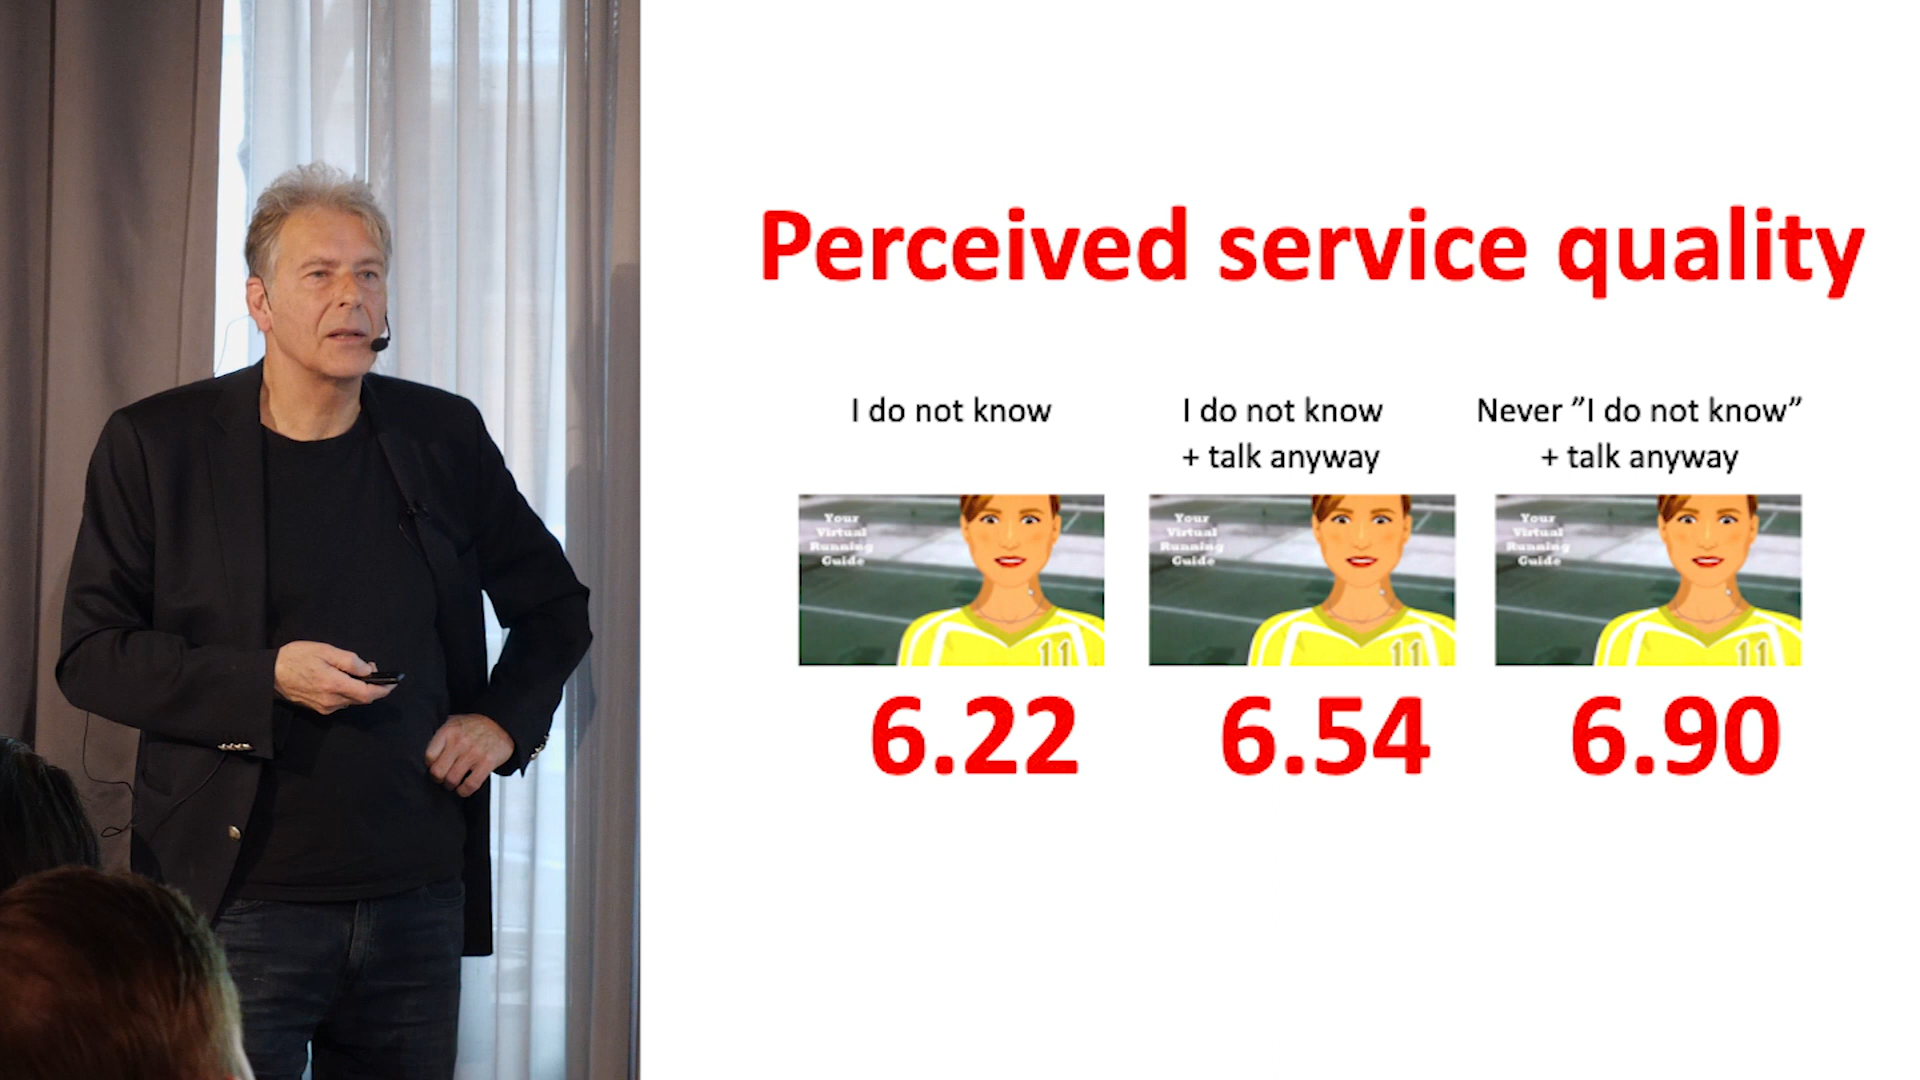 Perceived service quality
I do not know
I do not know
+ talk anyway
Never ”I do not know”
+ talk anyway
Your
Virtual
Running
Guide
11
Your
Virtual
Running
Guide
11
Your
Virtual
Running
Guide
11
6.22
6.54
6.90